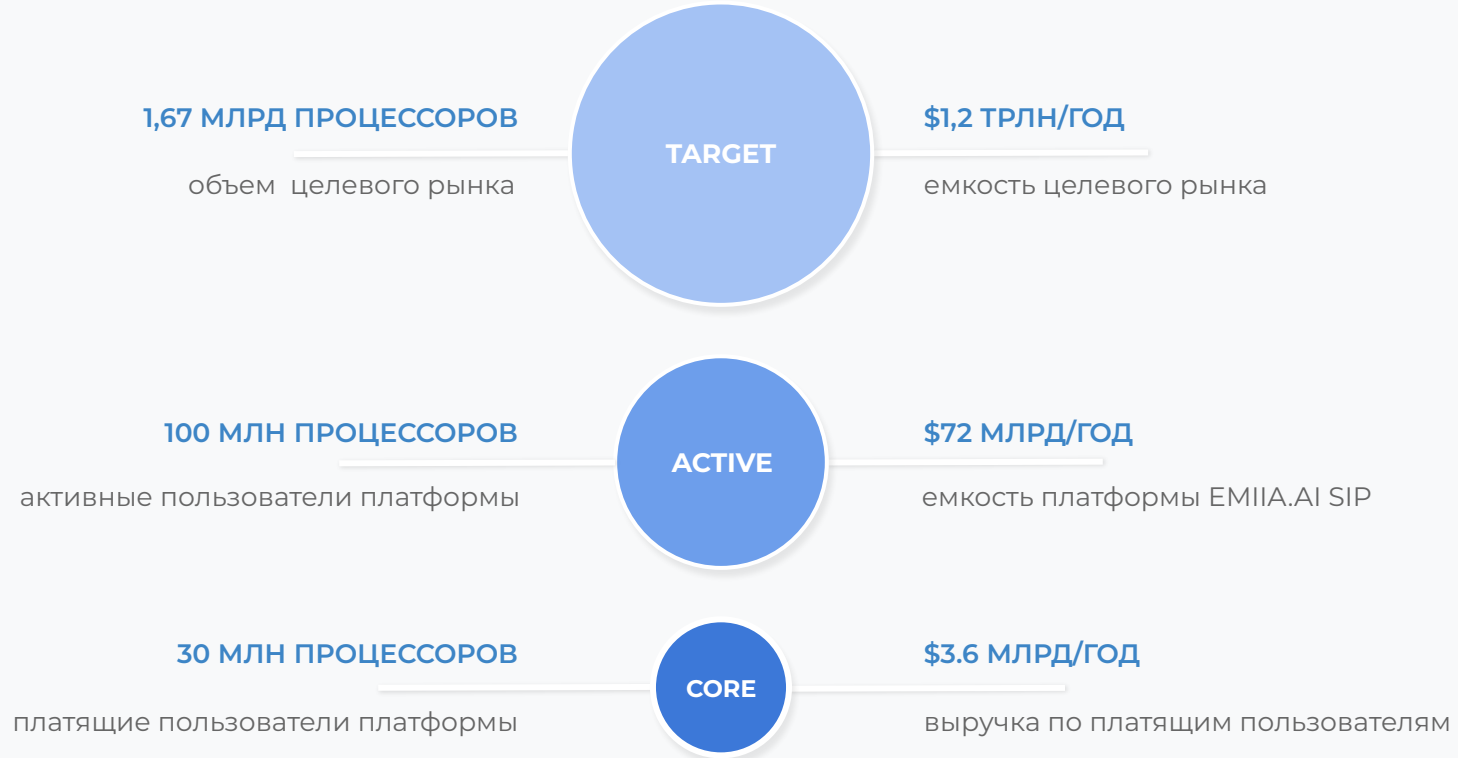 1,67 МЛРД ПРОЦЕССОРОВ
объем целевого рынка
TARGET
$1,2 ТРЛН/ГОД
емкость целевого рынка
100 МЛН ПРОЦЕССОРОВ
активные пользователи платформы
ACTIVE
$72 МЛРД/ГОД
емкость платформы EMIIA.AI SIP
30 МЛН ПРОЦЕССОРОВ
платящие пользователи платформы
CORE
$3.6 МЛРД/ГОД
выручка по платящим пользователям